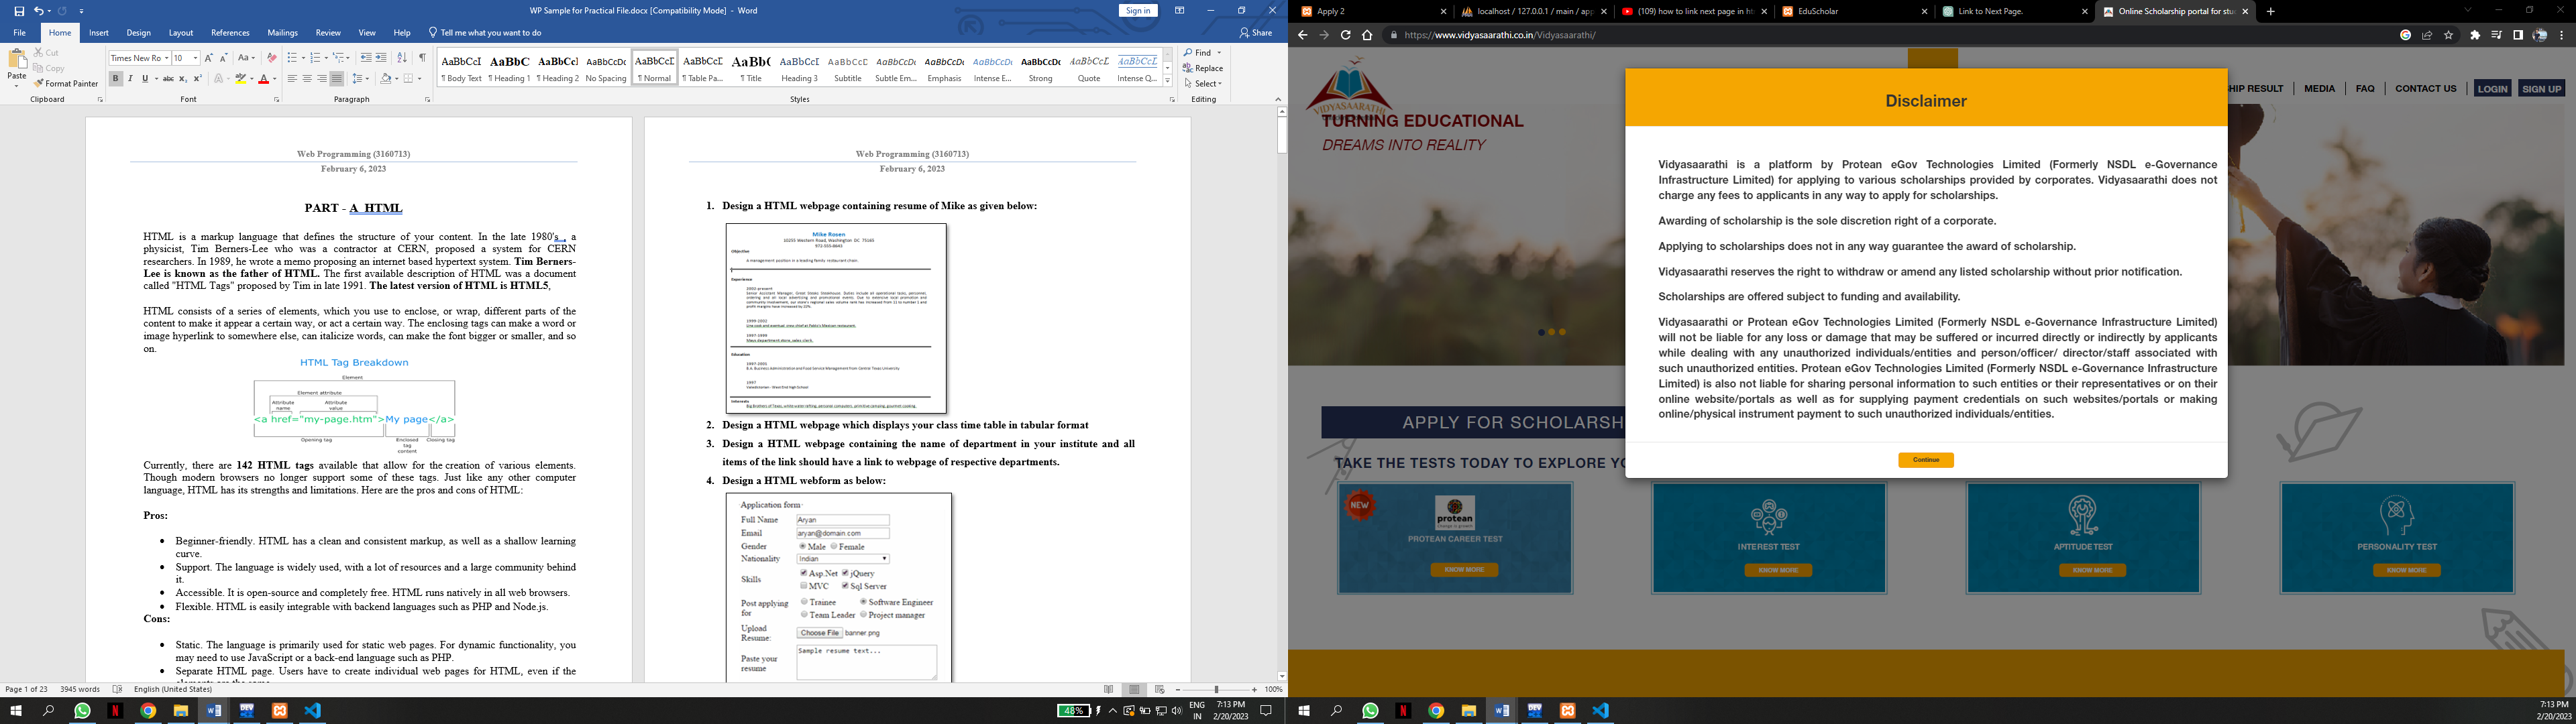 WP Sample for Practical File.docx [Compatibility Mode] - Word
Sign in
File Home Insert Design Layout References Mailings Review View Help Tell me what you want to do
Share
Paste
Cut
Copy
Format Painter
Clipboard
Times New Ro 10
Font
Paragraph
AaBbCcI AaBbC AaBbCcI AaBbCcDc AaBbCcI AaBbCcI AaBb( AaBbCcI AaBbCcD AaBbCcDc AaBbCcDc AaBbCcDc AaBbCcDc AaBbCcD AaBbCcD
¶ Body Text ¶ Heading 1 ¶ Heading 2 No Spacing ¶ Normal ¶ Table Pa... ¶ Title Heading 3 Subtitle Subtle Em... Emphasis Intense E... Strong Quote Intense Q...
Styles
Find
Replace
Select
Editing
Web Programming (3160713)
February 6, 2023
PART - A HTML
HTML is a markup language that defines the structure of your content. In the late 1980's , a
physicist, Tim Berners-Lee who was a contractor at CERN, proposed a system for CERN
researchers. In 1989, he wrote a memo proposing an internet based hypertext system. Tim Berners-
Lee is known as the father of HTML. The first available description of HTML was a document
called "HTML Tags" proposed by Tim in late 1991. The latest version of HTML is HTML5,
HTML consists of a series of elements, which you use to enclose, or wrap, different parts of the
content to make it appear a certain way, or act a certain way. The enclosing tags can make a word or
image hyperlink to somewhere else, can italicize words, can make the font bigger or smaller, and so
on.
HTML Tag Breakdown
Element
Element attribute
Attribute name
Attribute value
<a href="my-page.htm">My page</a>
Opening tag
Enclosed tag content
Closing tag
Currently, there are 142 HTML tags available that allow for the creation of various elements.
Though modern browsers no longer support some of these tags. Just like any other computer
language, HTML has its strengths and limitations. Here are the pros and cons of HTML:
Pros:
• Beginner-friendly. HTML has a clean and consistent markup, as well as a shallow learning
curve.
• Support. The language is widely used, with a lot of resources and a large community behind
it.
• Accessible. It is open-source and completely free. HTML runs natively in all web browsers.
• Flexible. HTML is easily integrable with backend languages such as PHP and Node.js.
Cons:
• Static. The language is primarily used for static web pages. For dynamic functionality, you
may need to use JavaScript or a back-end language such as PHP.
• Separate HTML page. Users have to create individual web pages for HTML, even if the
Web Programming (3160713)
February 6, 2023
1. Design a HTML webpage containing resume of Mike as given below:
Mike Rosen
Objective
A management position in a leading family restaurant chain.
Experience
2002-present
1999-2002
1997-1999
Education
1997-2001
1997
Interests
2. Design a HTML webpage which displays your class time table in tabular format
3. Design a HTML webpage containing the name of department in your institute and all
items of the link should have a link to webpage of respective departments.
4. Design a HTML webform as below:
Application form
Full Name Aryan
Email aryan@domain.com
Gender Male Female
Nationality Indian
Skills Asp.Net jQuery
MVC Sql Server
Post applying for Trainee Software Engineer
Team Leader Project manager
Upload Resume: Choose File banner.png
Paste your resume Sample resume text...
Page 1 of 23 3945 words English (United States)
100%
48%
ENG
IN
7:13 PM
2/20/2023
Apply 2
localhost / 127.0.0.1 / main / app
(109) how to link next page in ht
EduScholar
Link to Next Page.
Online Scholarship portal for stu
https://www.vidyasaarathi.co.in/Vidyasaarathi/
VIDYASAARATHI
HIP RESULT MEDIA FAQ CONTACT US LOGIN SIGN UP
TURNING EDUCATIONAL
DREAMS INTO REALITY
Disclaimer
Vidyasaarathi is a platform by Protean eGov Technologies Limited (Formerly NSDL e-Governance
Infrastructure Limited) for applying to various scholarships provided by corporates. Vidyasaarathi does not
charge any fees to applicants in any way to apply for scholarships.
Awarding of scholarship is the sole discretion right of a corporate.
Applying to scholarships does not in any way guarantee the award of scholarship.
Vidyasaarathi reserves the right to withdraw or amend any listed scholarship without prior notification.
Scholarships are offered subject to funding and availability.
Vidyasaarathi or Protean eGov Technologies Limited (Formerly NSDL e-Governance Infrastructure Limited)
will not be liable for any loss or damage that may be suffered or incurred directly or indirectly by applicants
while dealing with any unauthorized individuals/entities and person/officer/ director/staff associated with
such unauthorized entities. Protean eGov Technologies Limited (Formerly NSDL e-Governance Infrastructure
Limited) is also not liable for sharing personal information to such entities or their representatives or on their
online website/portals as well as for supplying payment credentials on such websites/portals or making
online/physical instrument payment to such unauthorized individuals/entities.
Continue
APPLY FOR SCHOLARSH
TAKE THE TESTS TODAY TO EXPLORE YO
NEW
protean
PROTEAN CAREER TEST
KNOW MORE
INTEREST TEST
KNOW MORE
APTITUDE TEST
KNOW MORE
PERSONALITY TEST
KNOW MORE
7:13 PM
2/20/2023